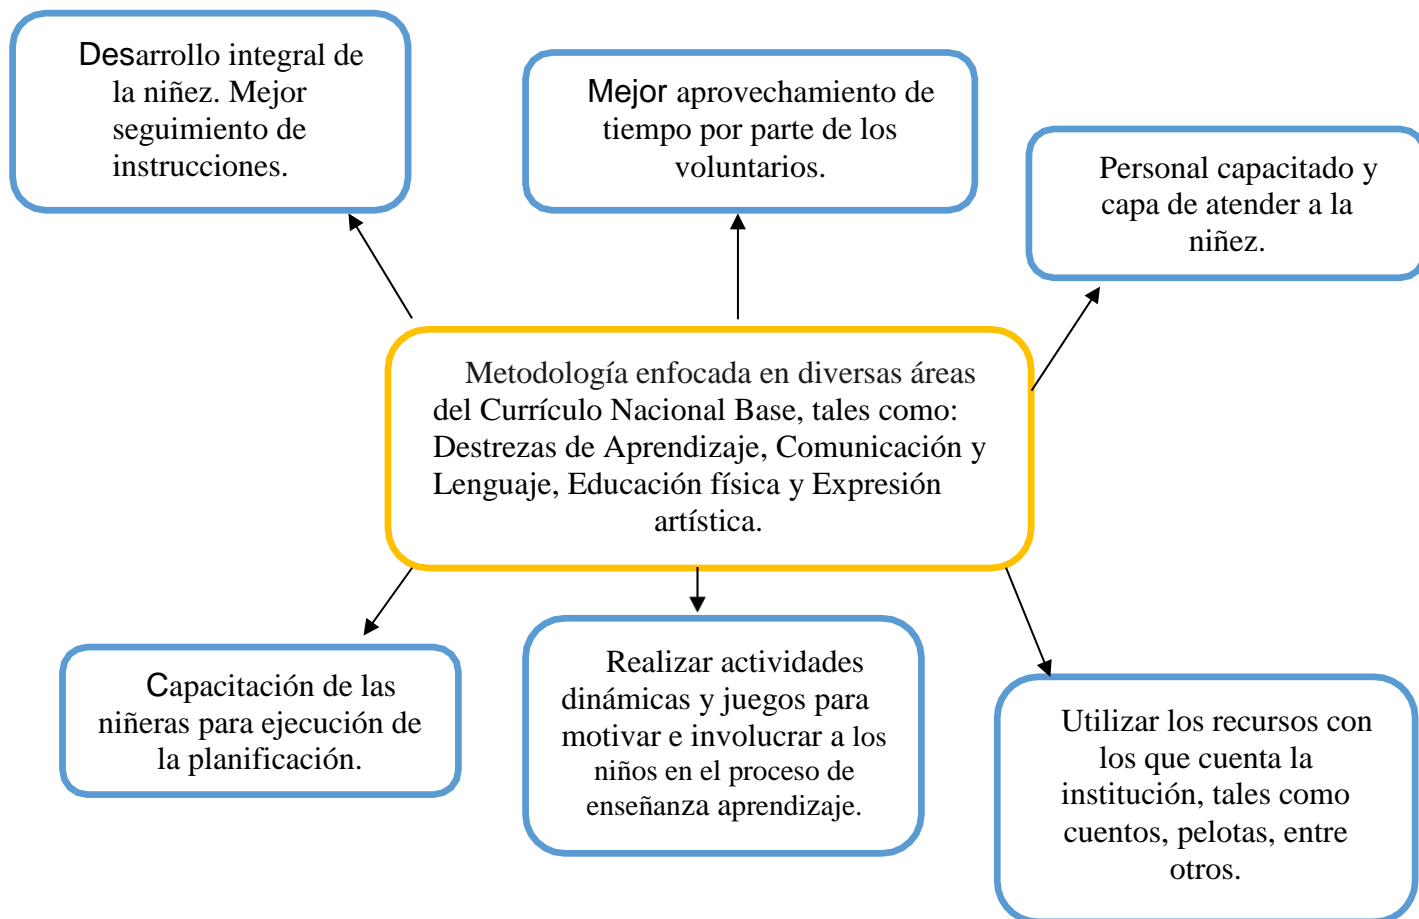 Desarrollo integral de
la niñez. Mejor
seguimiento de
instrucciones.
Mejor aprovechamiento de
tiempo por parte de los
voluntarios.
Personal capacitado y
capa de atender a la
niñez.
Metodología enfocada en diversas áreas
del Currículo Nacional Base, tales como:
Destrezas de Aprendizaje, Comunicación y
Lenguaje, Educación física y Expresión
artística.
Capacitación de las
niñeras para ejecución de
la planificación.
Realizar actividades
dinámicas y juegos para
motivar e involucrar a los
niños en el proceso de
enseñanza aprendizaje.
Utilizar los recursos con
los que cuenta la
institución, tales como
cuentos, pelotas, entre
otros.